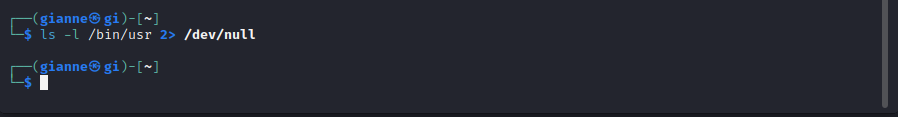 ┌──(gianne㉿gi)-[~]
└─$ ls -l /bin/usr 2> /dev/null
┌──(gianne㉿gi)-[~]
└─$